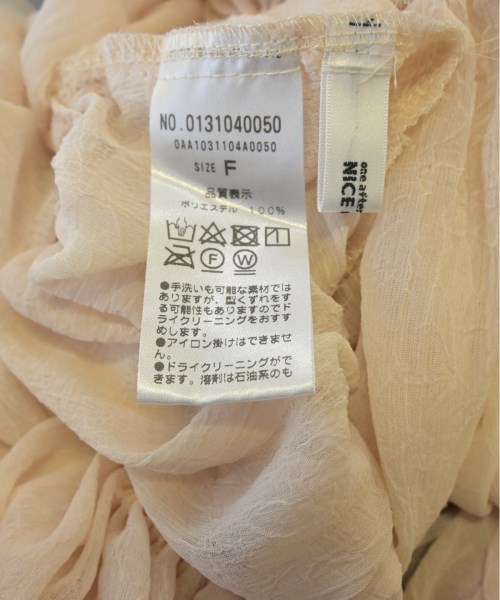 NO.0131040050
0AA1031104A0050
SIZE F
品質表示
ポリエステル 100%
F W
●手洗いも可能な素材では
ありますが、型くずれをす
る可能性もありますのでド
ライクリーニングをおすす
めします。
●アイロン掛けはできませ
ん。
●ドライクリーニングがで
きます。溶剤は石油系のも
one after
NICE